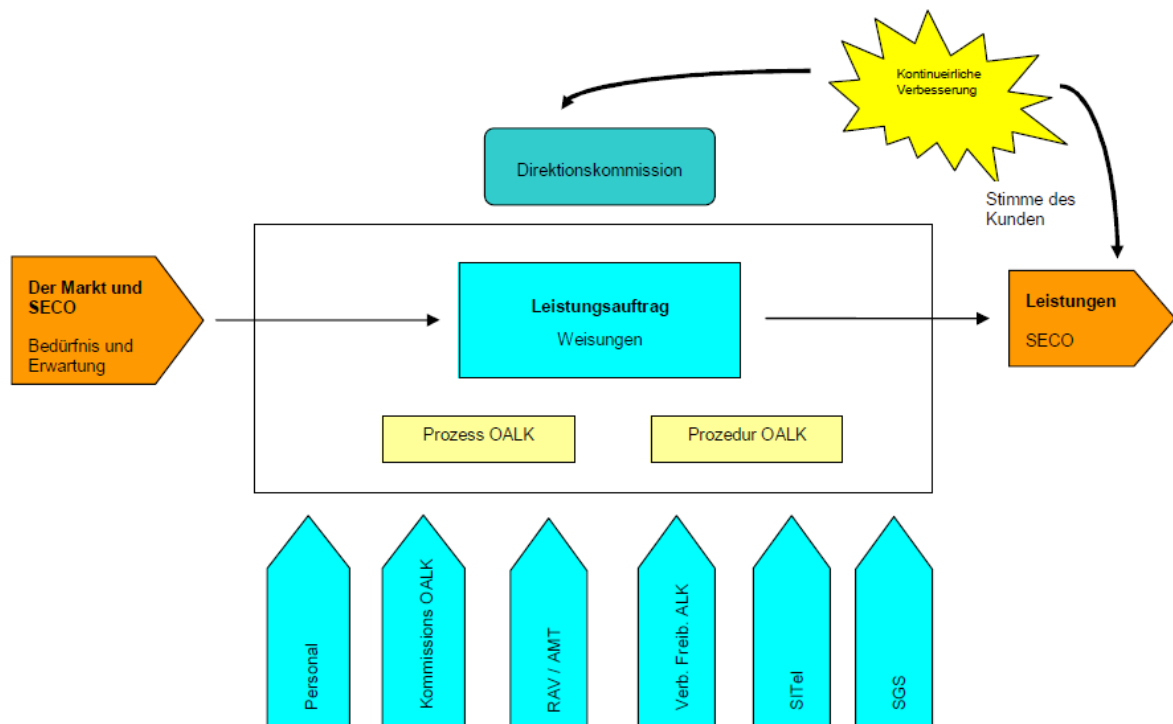 Kontinueirliche
Verbesserung
Direktionskommission
Stimme des
Kunden
Der Markt und
SECO
Bedürfnis und
Erwartung
Leistungsauftrag
Weisungen
Leistungen
SECO
Prozess OALK
Prozedur OALK
Personal
Kommissions OALK
RAV / AMT
Verb. Freib. ALK
SITel
SGS